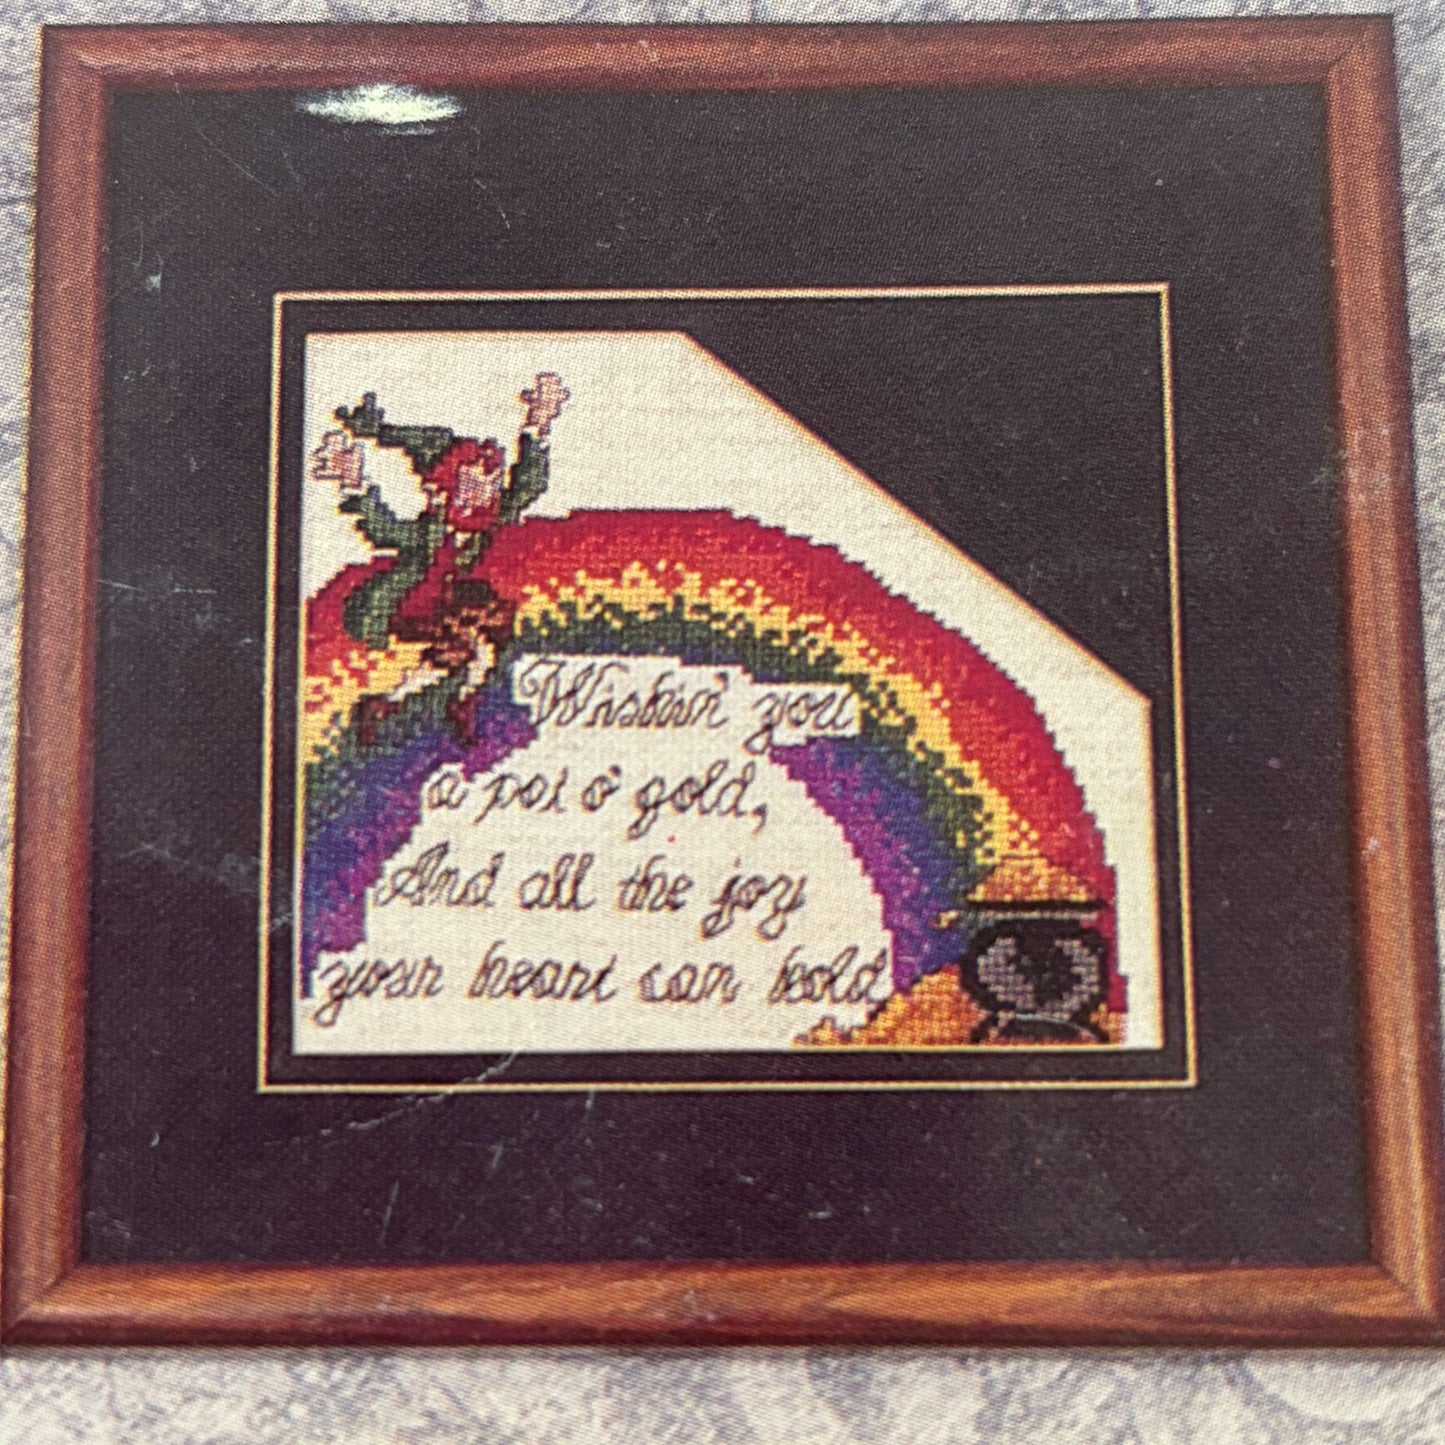 Wishin' you
a pot o' gold,
And all the joy
your heart can hold